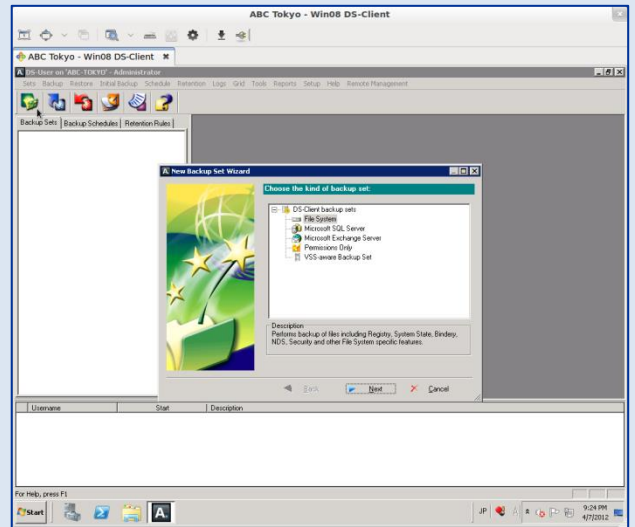 ABC Tokyo - Win08 DS-Client
ABC Tokyo - Win08 DS-Client
DS-User on 'ABC-TOKYO' - Administrator
Sets Backup Restore Initial Backup Schedule Retention Logs Grid Tools Reports Setup Help Remote Management
Backup Sets Backup Schedules Retention Rules
New Backup Set Wizard
Choose the kind of backup set:
DS-Client backup sets
File System
Microsoft SQL Server
Microsoft Exchange Server
Permissions Only
VSS-aware Backup Set
Description
Performs backup of files including Registry, System State, Bindery,
NDS, Security and other File System specific features.
Back Next Cancel
Username Start Description
For Help, press F1
Start JP 9:24 PM
4/7/2012